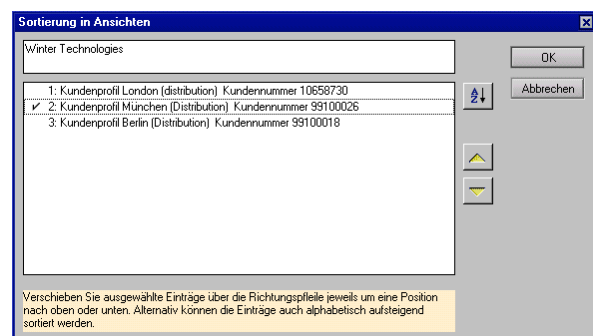 Sortierung in Ansichten
Winter Technologies
OK
Abbrechen
1: Kundenprofil London (distribution) Kundennummer 10658730
✓ 2: Kundenprofil München (Distribution) Kundennummer 99100026
3: Kundenprofil Berlin (Distribution) Kundennummer 99100018
A
Z
Verschieben Sie ausgewählte Einträge über die Richtungspfleile jeweils um eine Position
nach oben oder unten. Alternativ können die Einträge auch alphabetisch aufsteigend
sortiert werden.